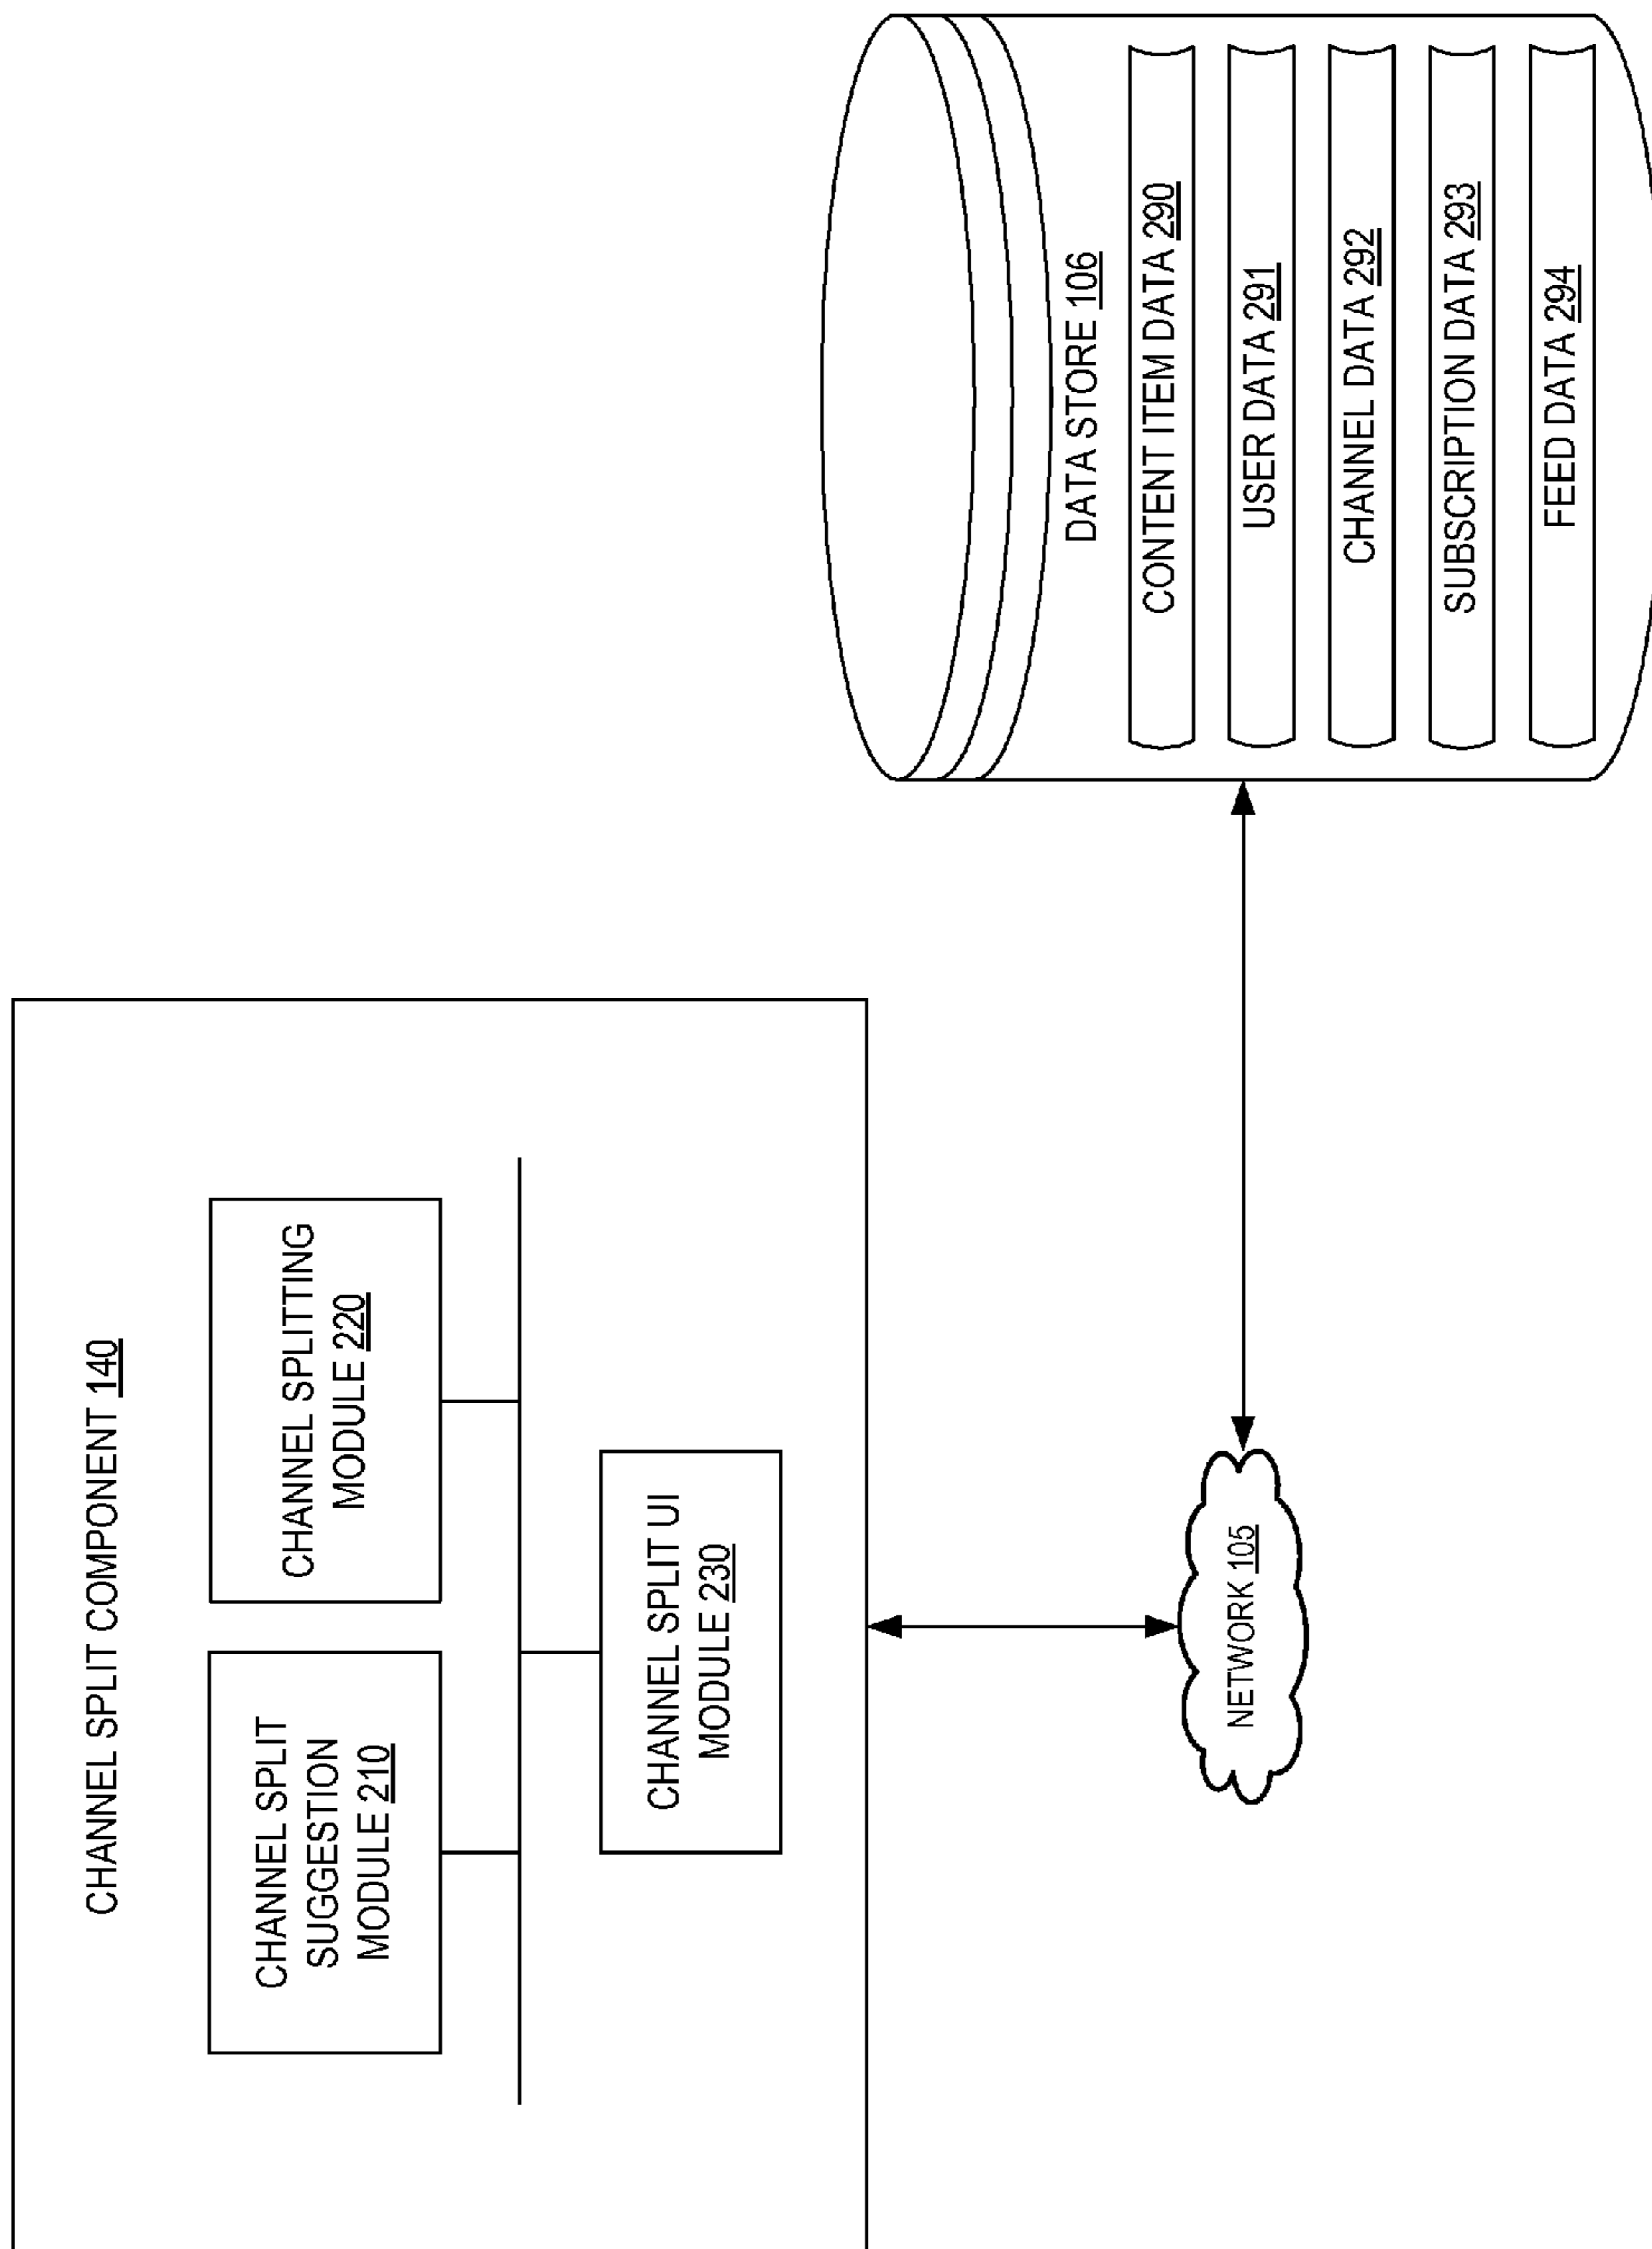 CHANNEL SPLIT COMPONENT 140
CHANNEL SPLIT
SUGGESTION
MODULE 210
CHANNEL SPLITTING
MODULE 220
CHANNEL SPLIT UI
MODULE 230
NETWORK 105
DATA STORE 106
CONTENT ITEM DATA 290
USER DATA 291
CHANNEL DATA 292
SUBSCRIPTION DATA 293
FEED DATA 294